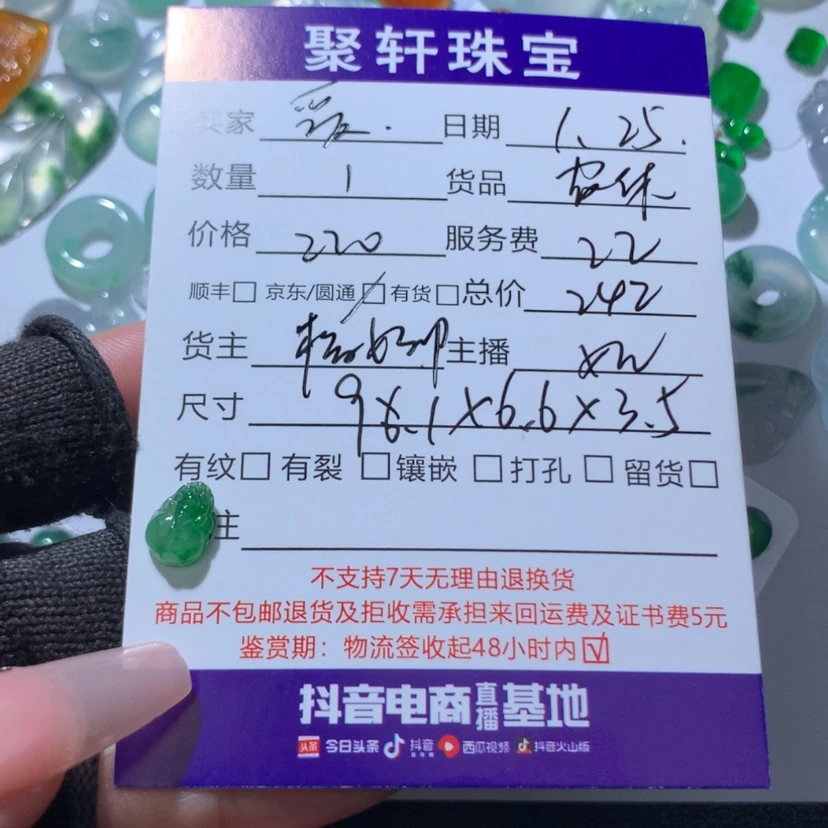 聚轩珠宝
买家 日期 1.25.
数量 1 货品
价格 220 服务费 22
顺丰□ 京东/圆通☑ 有货□ 总价 242
货主 主播
尺寸 9 x 6.6 x 3.5
有纹□ 有裂□ 镶嵌□ 打孔□ 留货□
注
不支持7天无理由退换货
商品不包邮退货及拒收需承担来回运费及证书费5元
鉴赏期：物流签收起48小时内☑
抖音电商直播基地
头条 今日头条 抖音 西瓜视频 抖音火山版